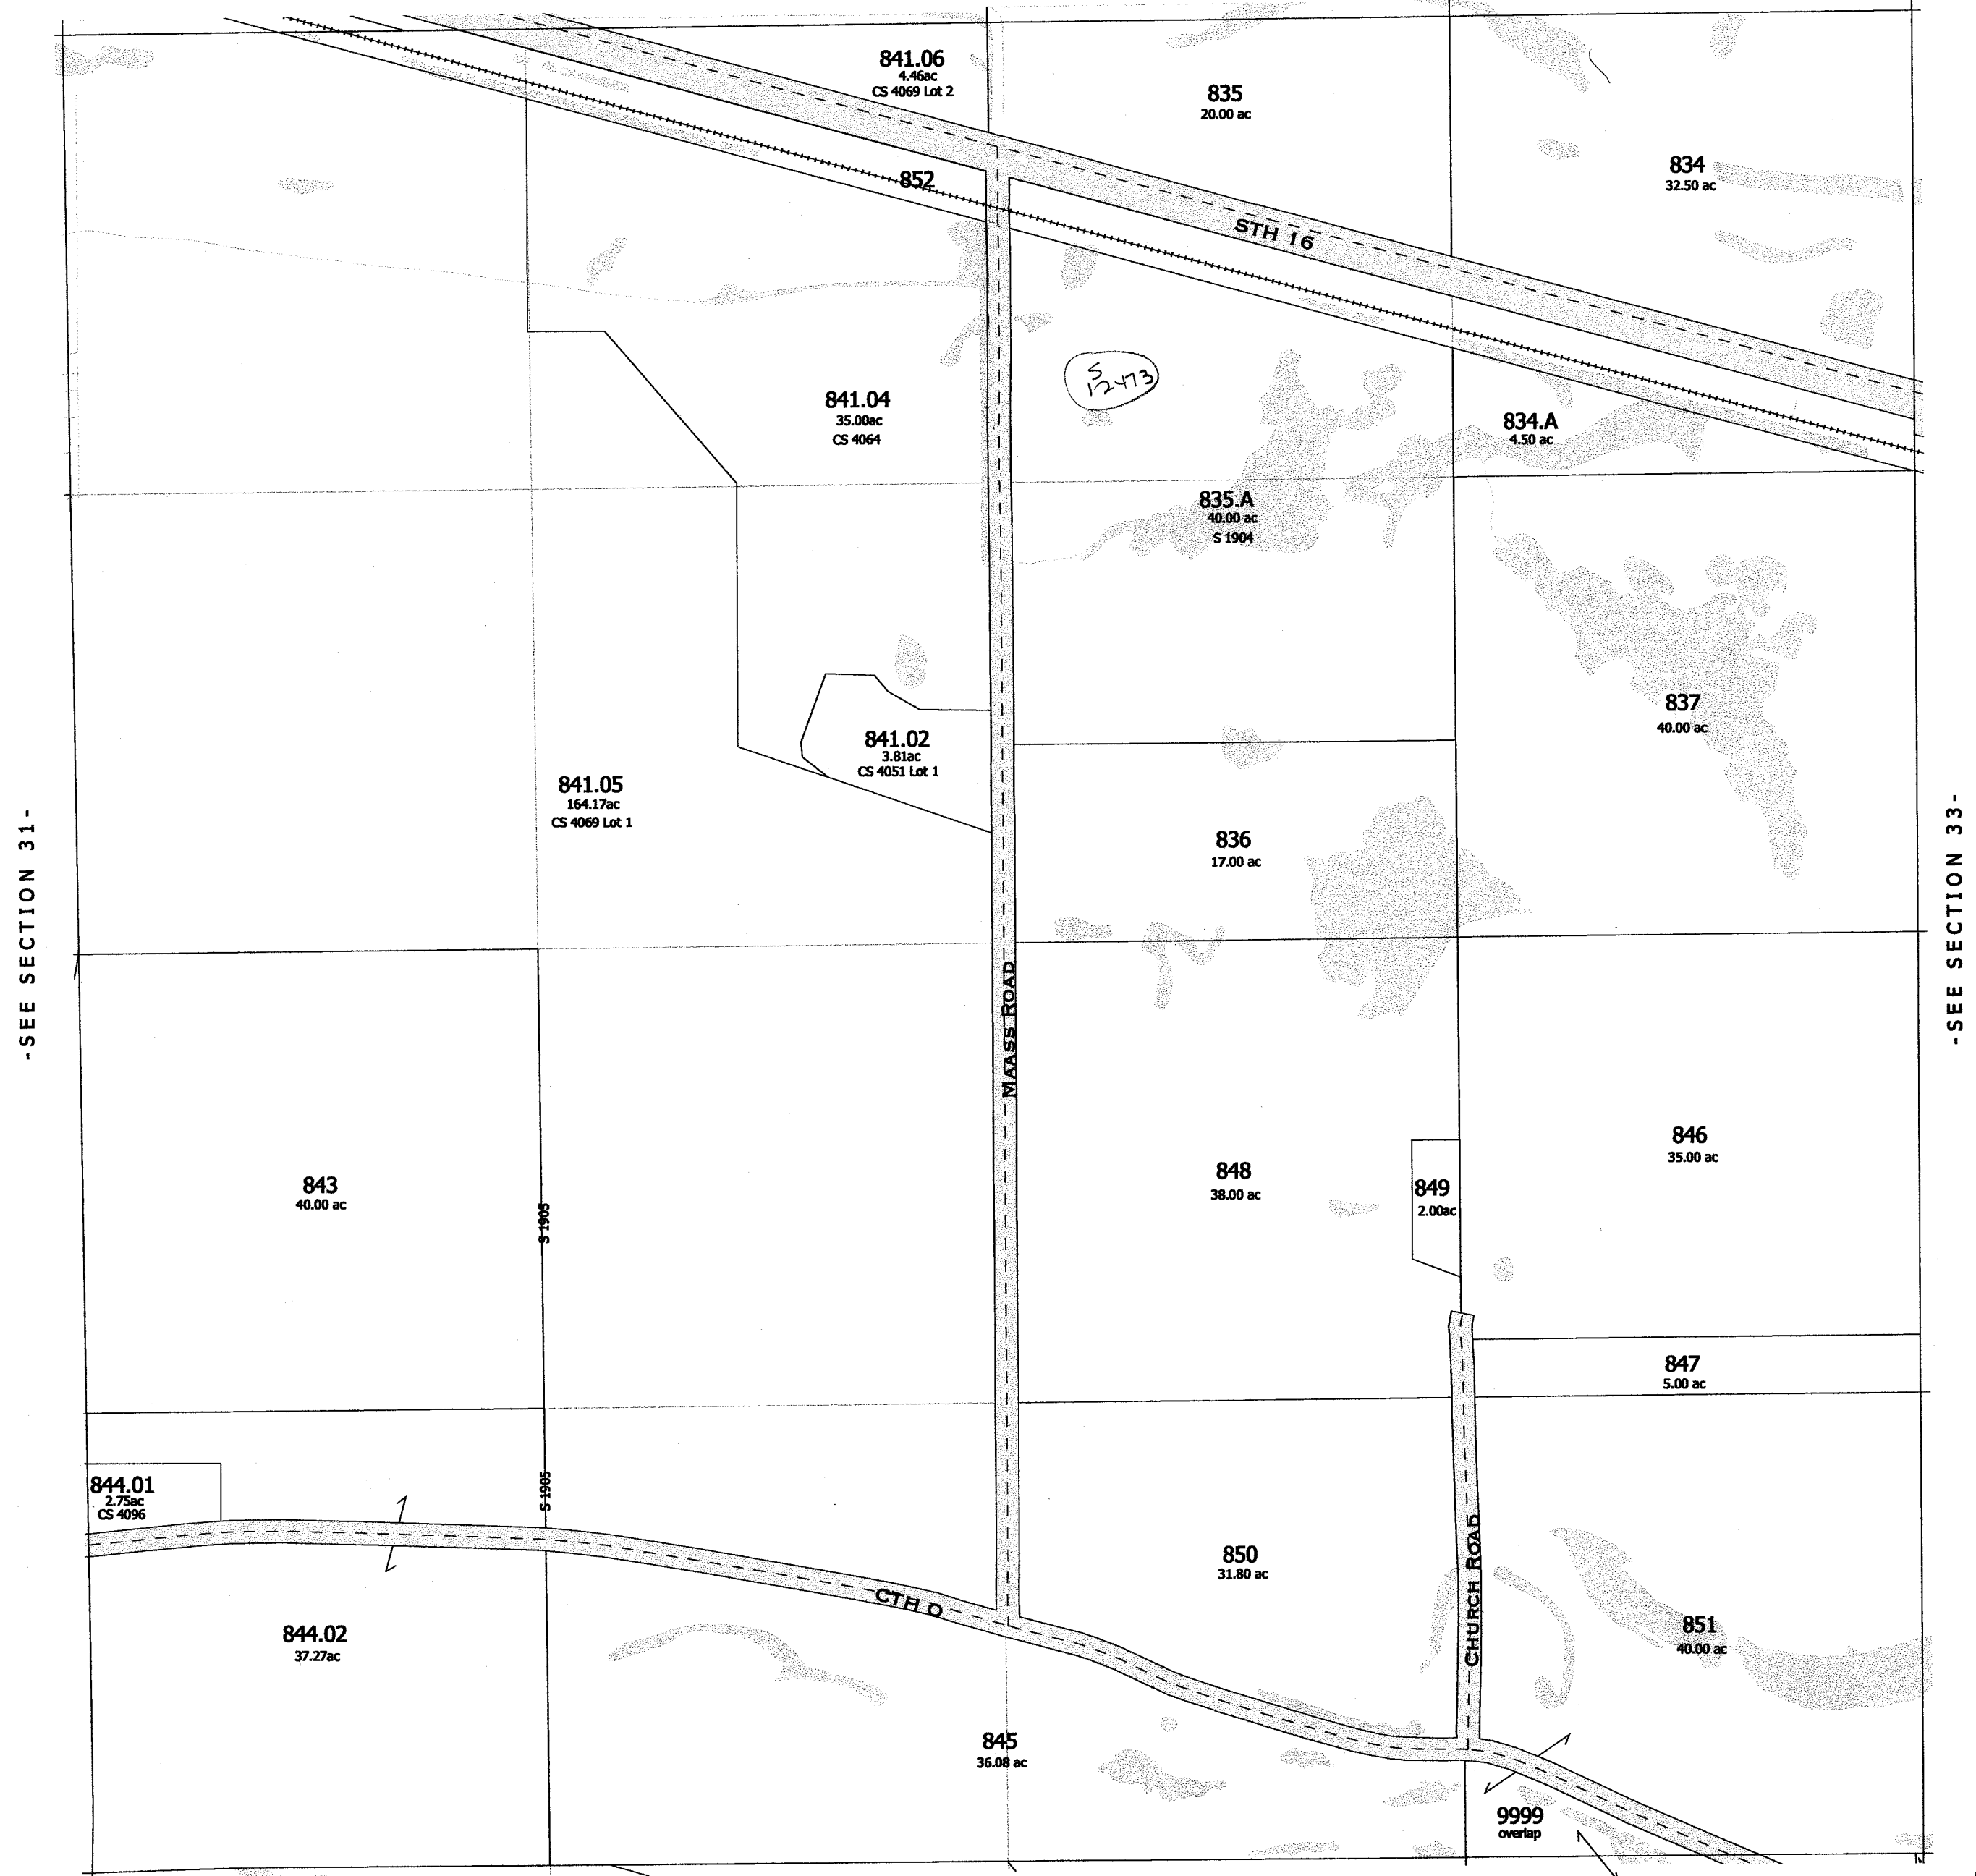 841.06
4.46ac
CS 4069 Lot 2
835
20.00 ac
834
32.50 ac
852
STH 16
S
1-2473
841.04
35.00ac
CS 4064
834.A
4.50 ac
835.A
40.00 ac
S 1904
837
40.00 ac
841.02
3.81ac
CS 4051 Lot 1
841.05
164.17ac
CS 4069 Lot 1
836
17.00 ac
-SEE SECTION 31-
-SEE SECTION 33-
MAASS ROAD
846
35.00 ac
848
38.00 ac
849
2.00ac
843
40.00 ac
S 1905
847
5.00 ac
844.01
2.75ac
CS 4096
S 1905
850
31.80 ac
CHURCH ROAD
CTH O
851
40.00 ac
844.02
37.27ac
845
36.08 ac
9999
overlap